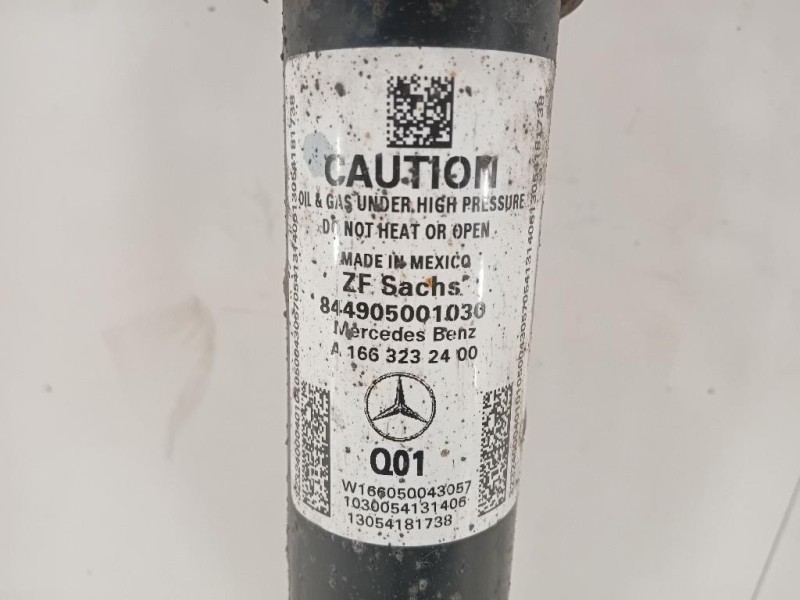 CAUTION
OIL & GAS UNDER HIGH PRESSURE
DO NOT HEAT OR OPEN
MADE IN MEXICO
ZF Sachs
844905001030
Mercedes Benz
A 166 323 24 00
Q01
W166050043057
1030054131406
13054181738